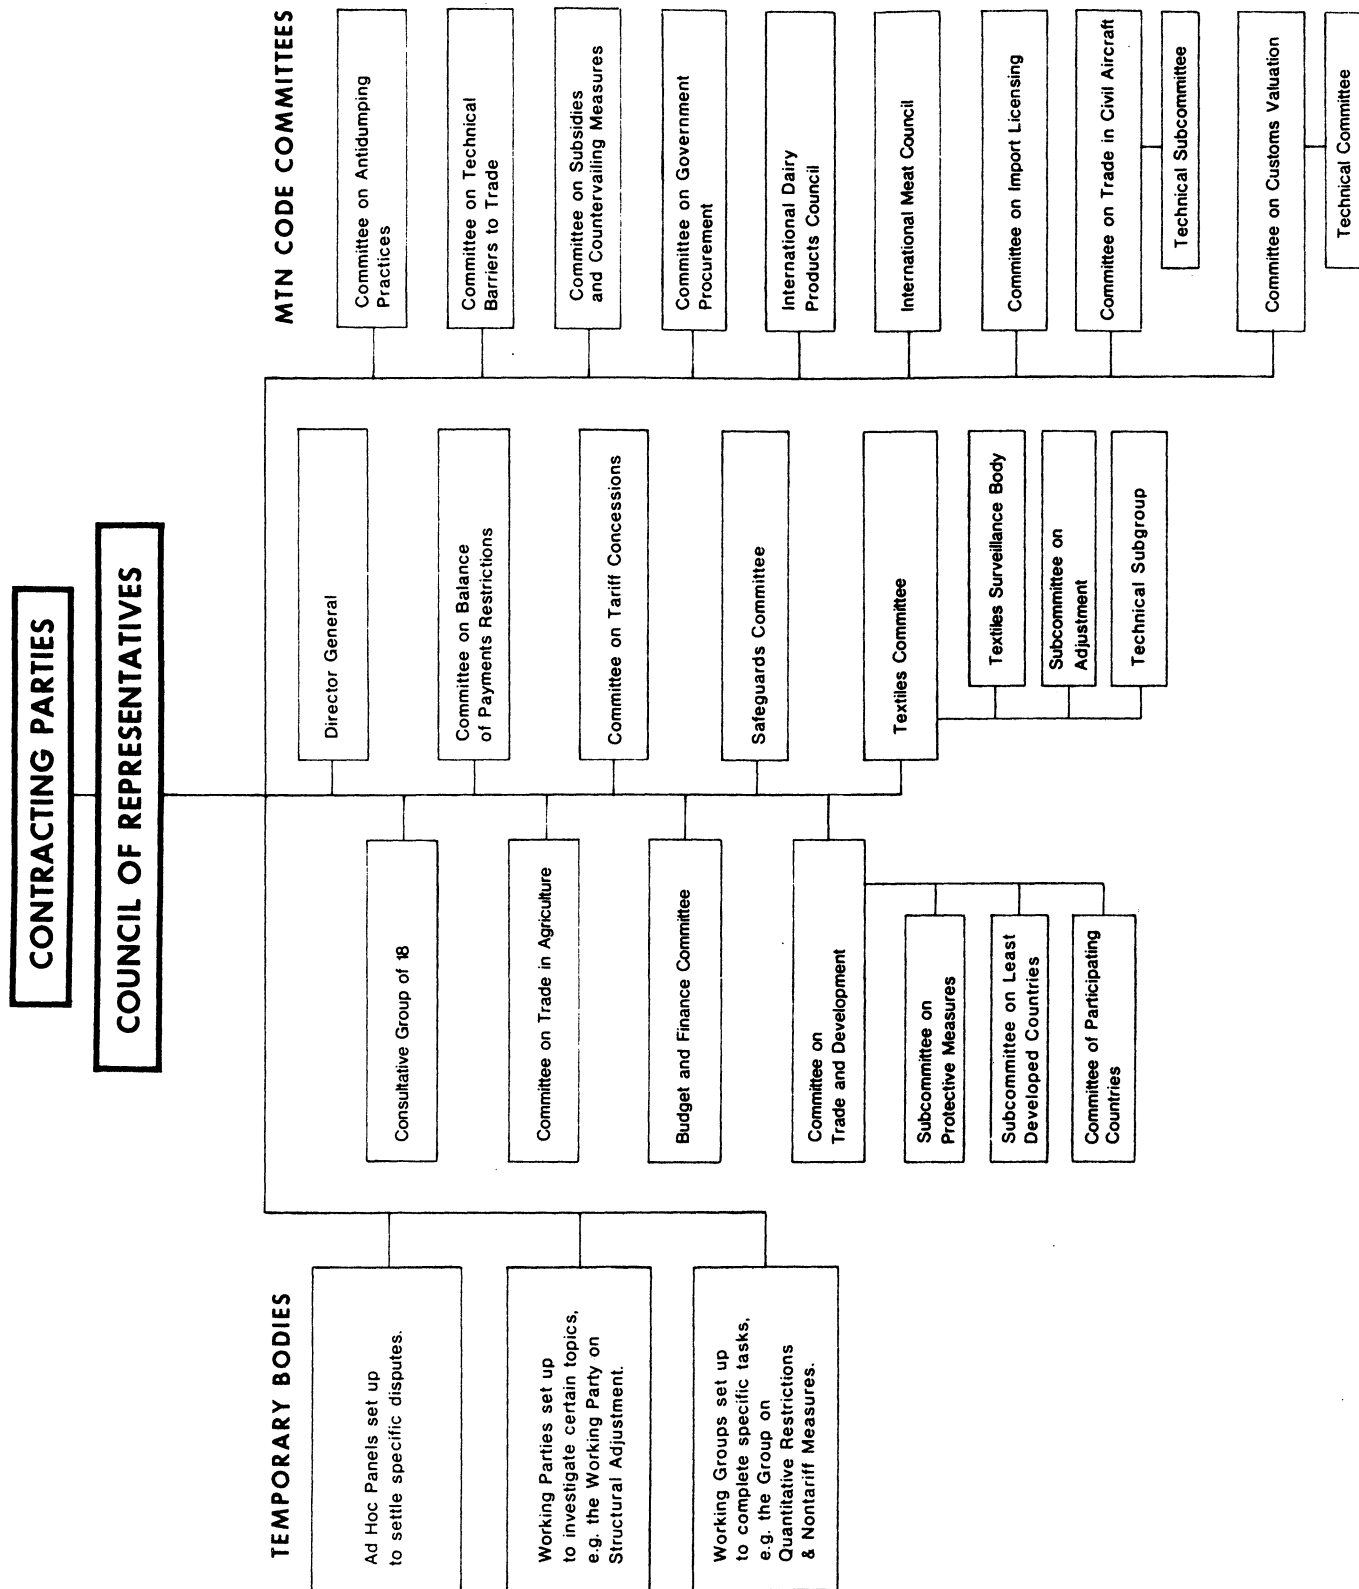 CONTRACTING PARTIES
COUNCIL OF REPRESENTATIVES
TEMPORARY BODIES
Ad Hoc Panels set up
to settle specific disputes.
Working Parties set up
to investigate certain topics,
e.g. the Working Party on
Structural Adjustment.
Working Groups set up
to complete specific tasks,
e.g. the Group on
Quantitative Restrictions
& Nontariff Measures.
Consultative Group of 18
Committee on Trade in Agriculture
Budget and Finance Committee
Committee on
Trade and Development
Subcommittee on
Protective Measures
Subcommittee on Least
Developed Countries
Committee of Participating
Countries
Director General
Committee on Balance
of Payments Restrictions
Committee on Tariff Concessions
Safeguards Committee
Textiles Committee
Textiles Surveillance Body
Subcommittee on
Adjustment
Technical Subgroup
MTN CODE COMMITTEES
Committee on Antidumping
Practices
Committee on Technical
Barriers to Trade
Committee on Subsidies
and Countervailing Measures
Committee on Government
Procurement
International Dairy
Products Council
International Meat Council
Committee on Import Licensing
Committee on Trade in Civil Aircraft
Technical Subcommittee
Committee on Customs Valuation
Technical Committee